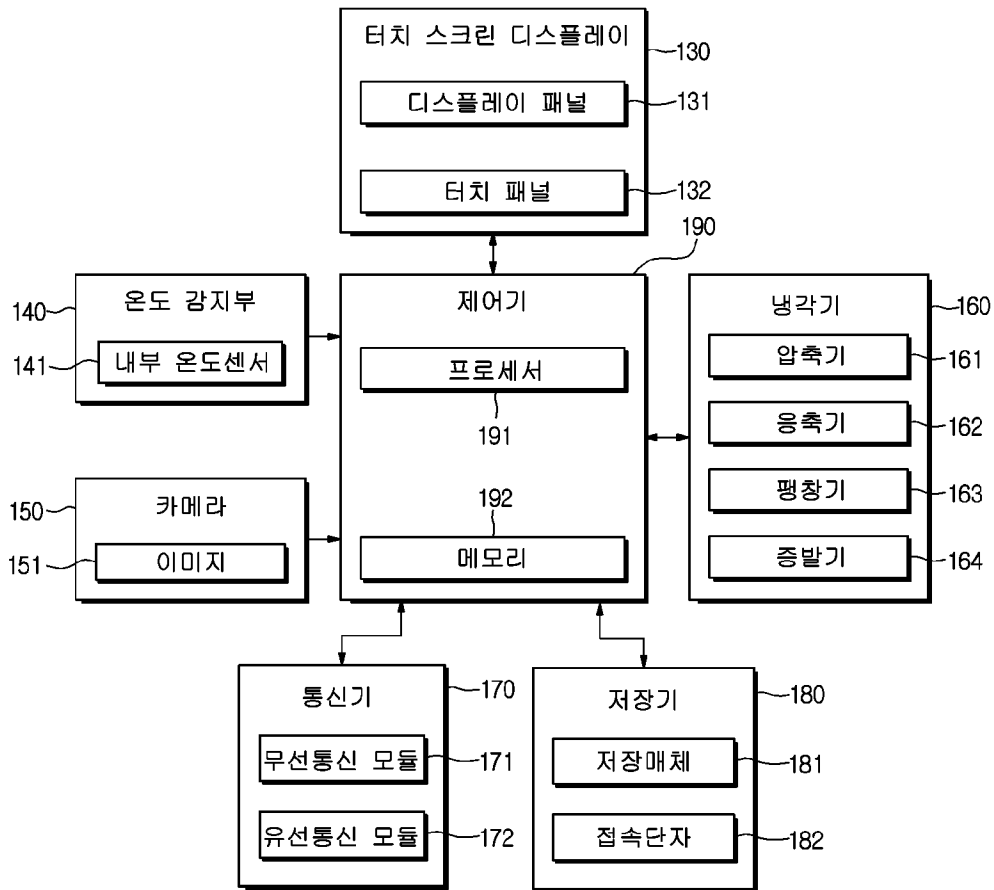 터치 스크린 디스플레이
130
디스플레이 패널
131
터치 패널
132
190
온도 감지부
140
내부 온도센서
141
제어기
프로세서
191
192
메모리
카메라
150
이미지
151
냉각기
160
압축기
161
응축기
162
팽창기
163
증발기
164
통신기
170
무선통신 모듈
171
유선통신 모듈
172
저장기
180
저장매체
181
접속단자
182